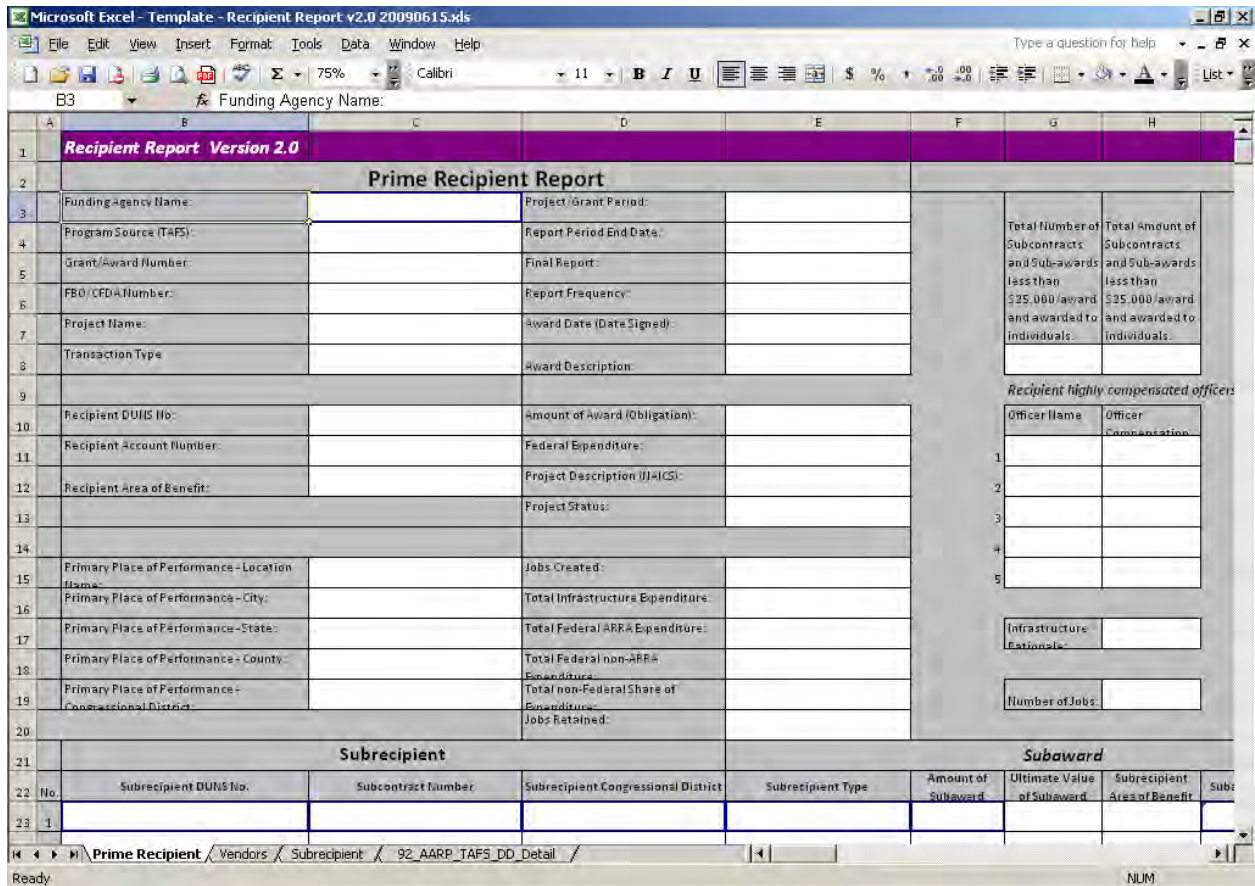 Microsoft Excel - Template - Recipient Report v2.0 20090615.xls
File Edit View Insert Format Tools Data Window Help Type a question for help
75% Calibri 11 B I U $ % , List
B3 fx Funding Agency Name:
A B C D E F G H
1 Recipient Report Version 2.0
2 Prime Recipient Report
3 Funding Agency Name: Project/Grant Period:
4 Program Source (TAFS): Report Period End Date:
5 Grant/Award Number: Final Report:
6 FBO/CFDA Number: Report Frequency:
7 Project Name: Award Date (Date Signed):
8 Transaction Type Award Description:
Total Number of Subcontracts and Sub-awards less than $25,000/award and awarded to individuals.
Total Amount of Subcontracts and Sub-awards less than $25,000/award and awarded to individuals.
9 Recipient highly compensated officers
10 Recipient DUNS No: Amount of Award (Obligation): Officer Name Officer Compensation
11 Recipient Account Number: Federal Expenditure: 1
12 Recipient Area of Benefit: Project Description (NAICS): 2
13 Project Status: 3
14 4
15 Primary Place of Performance - Location Name: Jobs Created: 5
16 Primary Place of Performance - City: Total Infrastructure Expenditure:
17 Primary Place of Performance - State: Total Federal ARRA Expenditure: Infrastructure Rationale:
18 Primary Place of Performance - County: Total Federal non-ARRA Expenditure:
19 Primary Place of Performance - Congressional District: Total non-Federal Share of Expenditure: Number of Jobs:
20 Jobs Retained:
21 Subrecipient Subaward
22 No. Subrecipient DUNS No. Subcontract Number Subrecipient Congressional District Subrecipient Type Amount of Subaward Ultimate Value of Subaward Subrecipient Area of Benefit Suba
23 1
Prime Recipient / Vendors / Subrecipient / 92_AARP_TAFS_DD_Detail /
Ready NUM